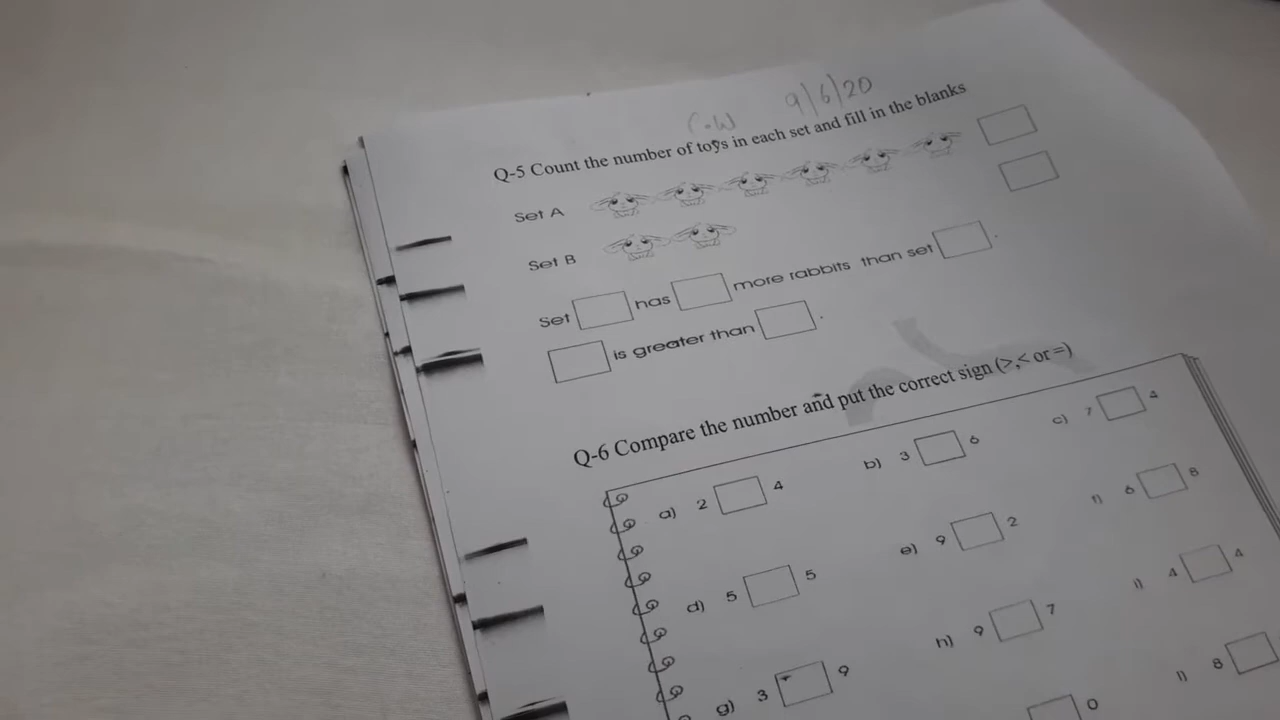 C.W 9/6/20
Q-5 Count the number of toys in each set and fill in the blanks
Set A
Set B
Set has more rabbits than set .
is greater than .
Q-6 Compare the number and put the correct sign (>,< or =)
a) 2 4 b) 3 6 c) 7 4
d) 5 5 e) 9 2 f) 6 8
g) 3 9 h) 9 7 i) 4 4
0 l) 8